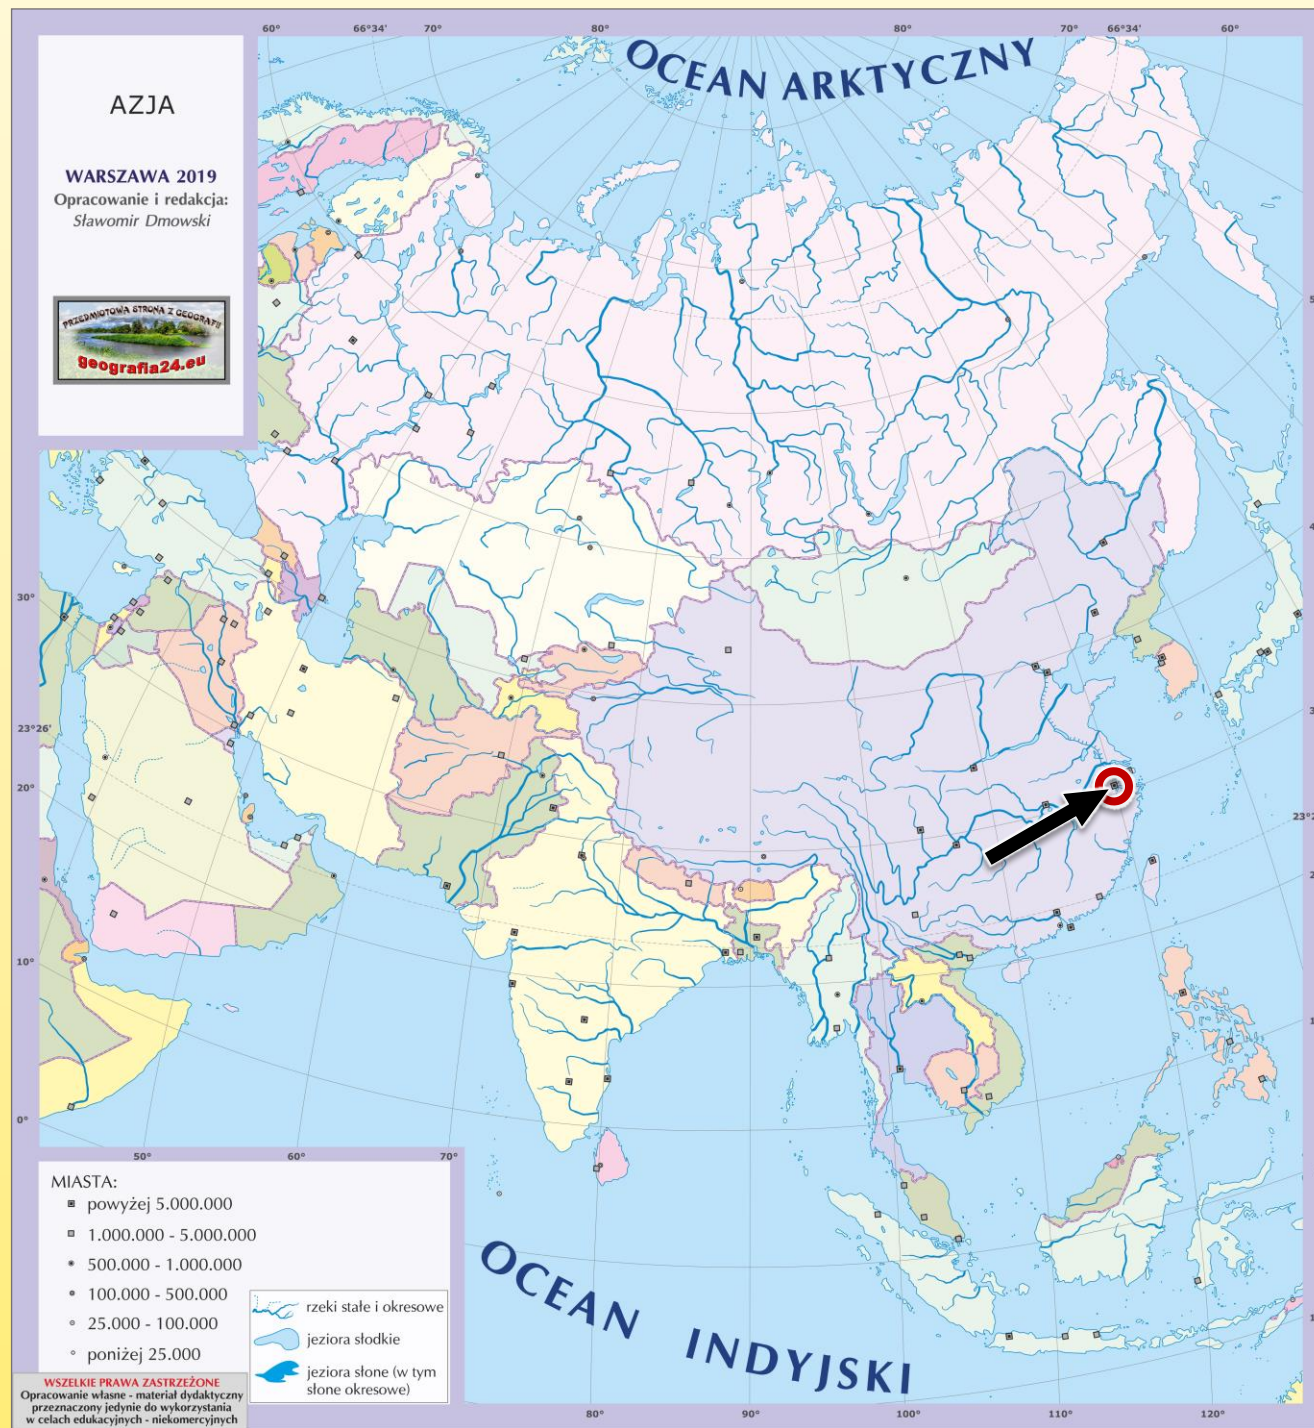 60°
66°34'
70°
80°
80°
70°
66°34'
60°
OCEAN ARKTYCZNY
AZJA
WARSZAWA 2019
Opracowanie i redakcja:
Sławomir Dmowski
PRZEDMIOTOWA STRONA Z GEOGRAFII
geografia24.eu
30°
23°26'
20°
10°
0°
50°
60°
70°
MIASTA:
powyżej 5.000.000
1.000.000 - 5.000.000
500.000 - 1.000.000
100.000 - 500.000
25.000 - 100.000
poniżej 25.000
rzeki stałe i okresowe
jeziora słodkie
jeziora słone (w tym
słone okresowe)
OCEAN INDYJSKI
WSZELKIE PRAWA ZASTRZEŻONE
Opracowanie własne - materiał dydaktyczny
przeznaczony jedynie do wykorzystania
w celach edukacyjnych - niekomercyjnych
80°
90°
100°
110°
120°